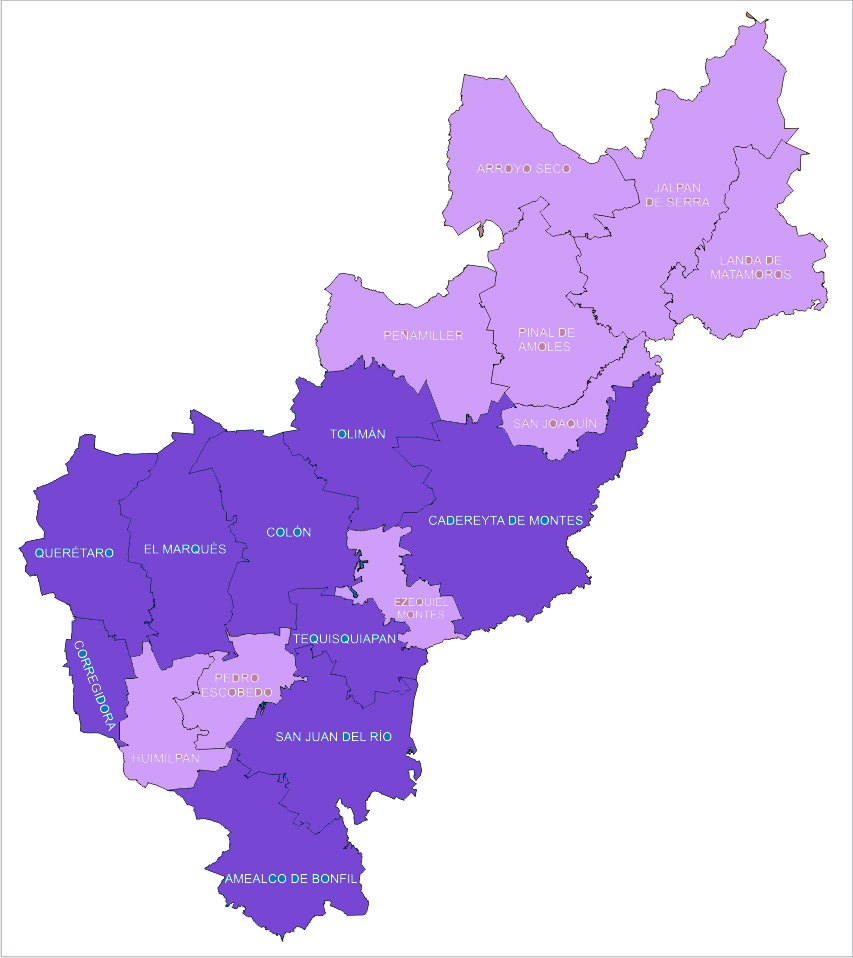 ARROYO SECO
JALPAN
DE SERRA
LANDA DE
MATAMOROS
PEÑAMILLER
PINAL DE
AMOLES
SAN JOAQUÍN
TOLIMÁN
CADEREYTA DE MONTES
COLÓN
EL MARQUÉS
QUERÉTARO
EZEQUIEL
MONTES
TEQUISQUIAPAN
CORREGIDORA
PEDRO
ESCOBEDO
SAN JUAN DEL RÍO
HUIMILPAN
AMEALCO DE BONFIL